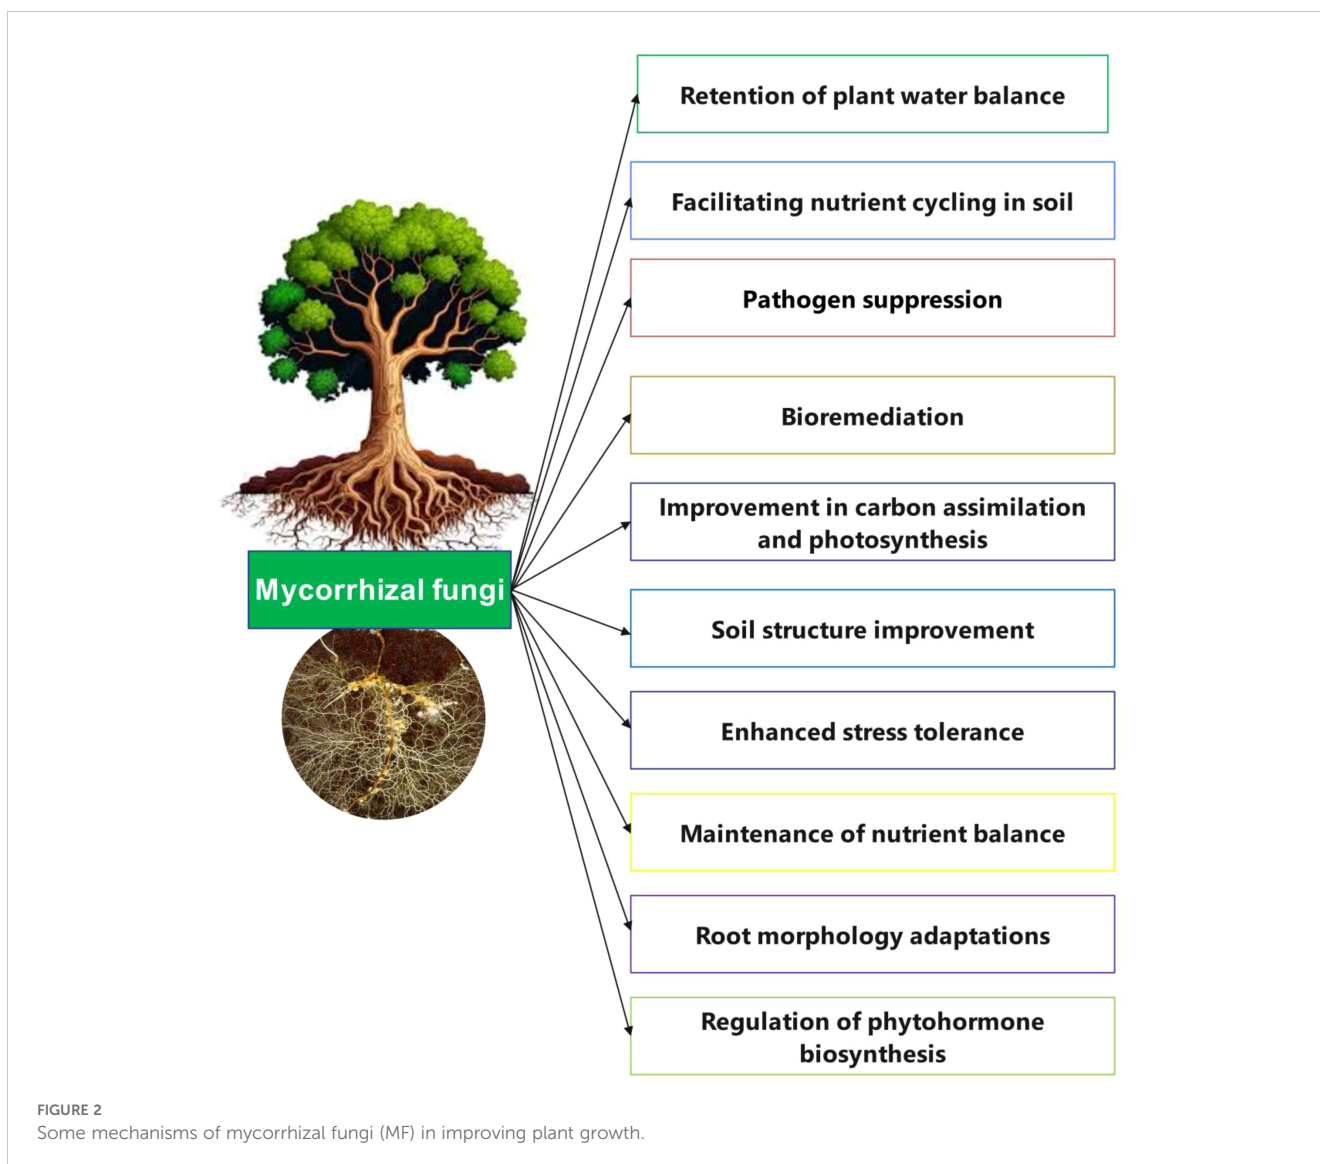 Retention of plant water balance
Facilitating nutrient cycling in soil
Pathogen suppression
Bioremediation
Improvement in carbon assimilation
and photosynthesis
Mycorrhizal fungi
Soil structure improvement
Enhanced stress tolerance
Maintenance of nutrient balance
Root morphology adaptations
Regulation of phytohormone
biosynthesis
FIGURE 2
Some mechanisms of mycorrhizal fungi (MF) in improving plant growth.